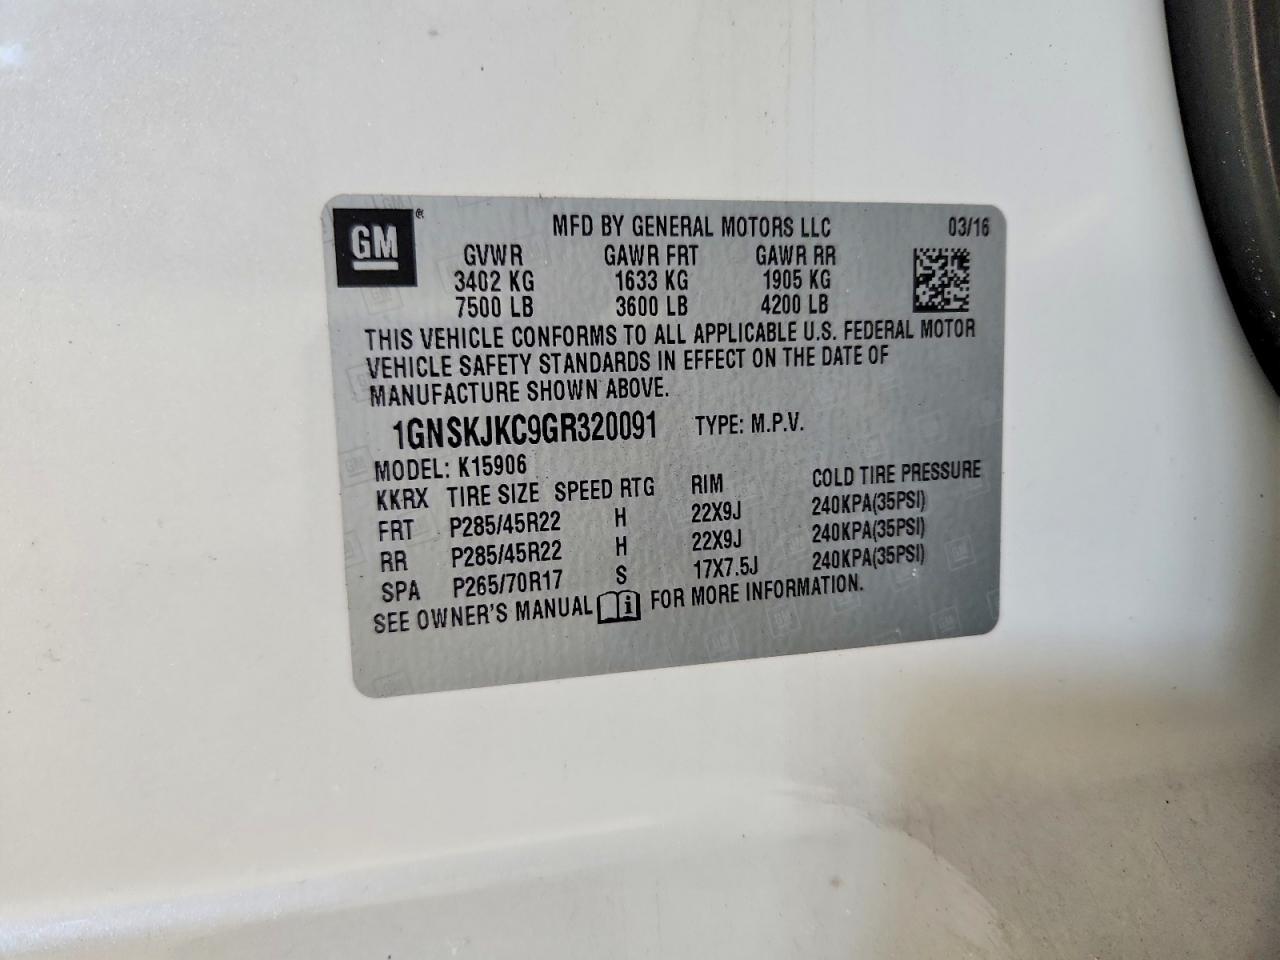 GM®
MFD BY GENERAL MOTORS LLC 03/16
GVWR GAWR FRT GAWR RR
3402 KG 1633 KG 1905 KG
7500 LB 3600 LB 4200 LB
THIS VEHICLE CONFORMS TO ALL APPLICABLE U.S. FEDERAL MOTOR
VEHICLE SAFETY STANDARDS IN EFFECT ON THE DATE OF
MANUFACTURE SHOWN ABOVE.
1GNSKJKC9GR320091 TYPE: M.P.V.
MODEL: K15906
KKRX TIRE SIZE SPEED RTG RIM COLD TIRE PRESSURE
FRT P285/45R22 H 22X9J 240KPA(35PSI)
RR P285/45R22 H 22X9J 240KPA(35PSI)
SPA P265/70R17 S 17X7.5J 240KPA(35PSI)
SEE OWNER'S MANUAL FOR MORE INFORMATION.